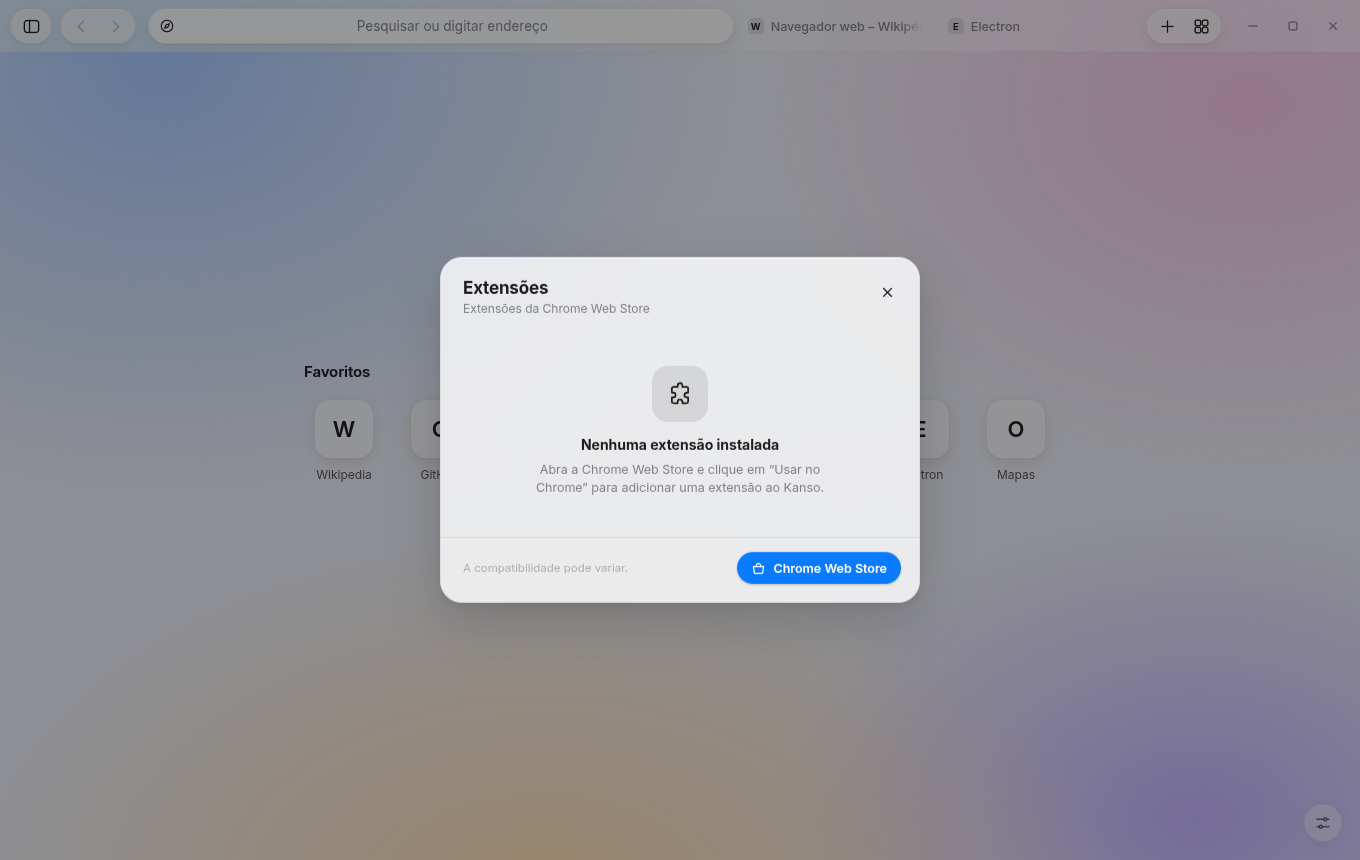 Pesquisar ou digitar endereço
W Navegador web – Wikipé
E Electron
Extensões
Extensões da Chrome Web Store
Favoritos
W
E
O
Nenhuma extensão instalada
Wikipedia
Mapas
Abra a Chrome Web Store e clique em “Usar no
Chrome” para adicionar uma extensão ao Kanso.
A compatibilidade pode variar.
Chrome Web Store